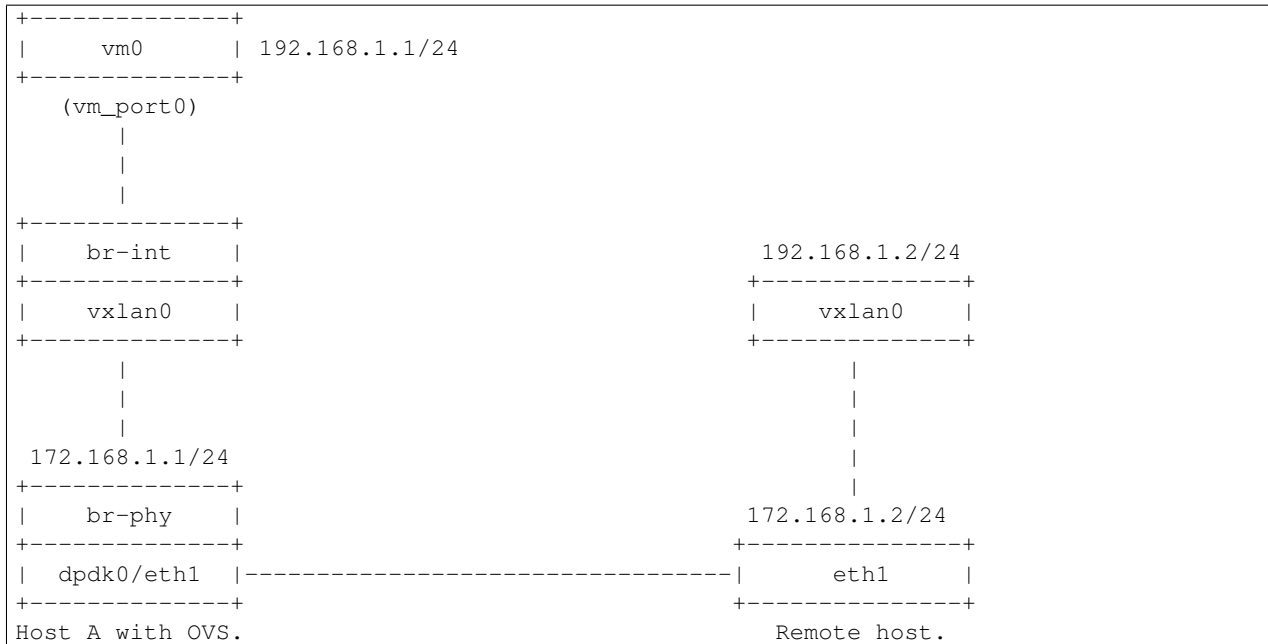 +--------------+
|     vm0      | 192.168.1.1/24
+--------------+
   (vm_port0)
       |
       |
       |
+--------------+
|    br-int    |                                    192.168.1.2/24
+--------------+                                   +--------------+
|    vxlan0    |                                   |    vxlan0    |
+--------------+                                   +--------------+
       |                                                  |
       |                                                  |
       |                                                  |
 172.168.1.1/24                                           |
+--------------+                                          |
|    br-phy    |                                   172.168.1.2/24
+--------------+                                  +---------------+
|  dpdk0/eth1  |----------------------------------|      eth1     |
+--------------+                                  +---------------+
Host A with OVS.                                     Remote host.